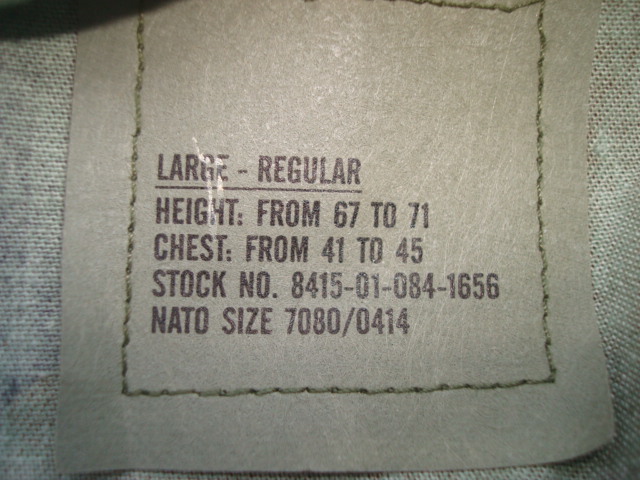 LARGE - REGULAR
HEIGHT: FROM 67 TO 71
CHEST: FROM 41 TO 45
STOCK NO. 8415-01-084-1656
NATO SIZE 7080/0414